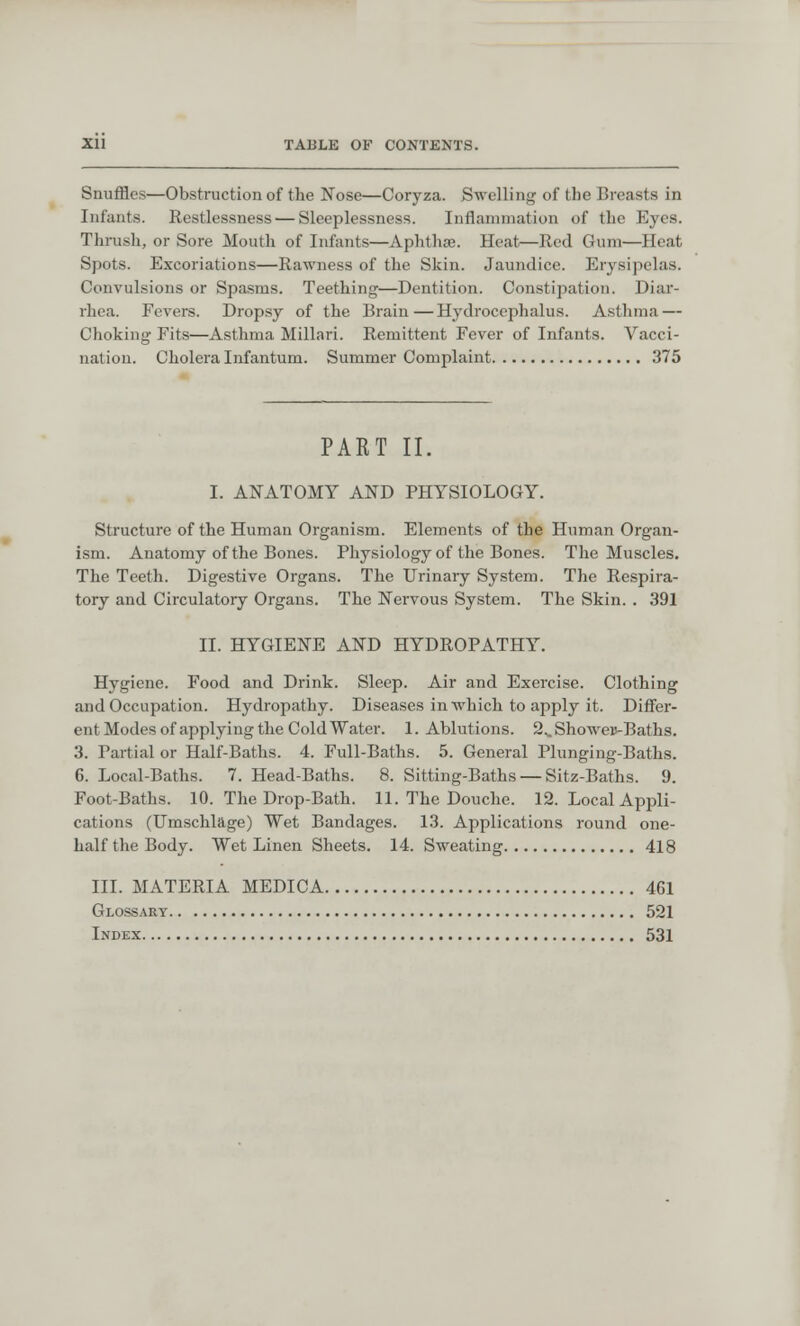 xii TABLE OF CONTENTS.
Snuffles—Obstruction of the Nose—Coryza. Swelling of the Breasts in
Infants. Restlessness — Sleeplessness. Inflammation of the Eyes.
Thrush, or Sore Mouth of Infants—Aphthæ. Heat—Red Gum—Heat
Spots. Excoriations—Rawness of the Skin. Jaundice. Erysipelas.
Convulsions or Spasms. Teething—Dentition. Constipation. Diar-
rhea. Fevers. Dropsy of the Brain — Hydrocephalus. Asthma —
Choking Fits—Asthma Millari. Remittent Fever of Infants. Vacci-
nation. Cholera Infantum. Summer Complaint................. 375
PART II.
I. ANATOMY AND PHYSIOLOGY.
Structure of the Human Organism. Elements of the Human Organ-
ism. Anatomy of the Bones. Physiology of the Bones. The Muscles.
The Teeth. Digestive Organs. The Urinary System. The Respira-
tory and Circulatory Organs. The Nervous System. The Skin. . 391
II. HYGIENE AND HYDROPATHY.
Hygiene. Food and Drink. Sleep. Air and Exercise. Clothing
and Occupation. Hydropathy. Diseases in which to apply it. Differ-
ent Modes of applying the Cold Water. 1. Ablutions. 2. Shower-Baths.
3. Partial or Half-Baths. 4. Full-Baths. 5. General Plunging-Baths.
6. Local-Baths. 7. Head-Baths. 8. Sitting-Baths — Sitz-Baths. 9.
Foot-Baths. 10. The Drop-Bath. 11. The Douche. 12. Local Appli-
cations (Umschläge) Wet Bandages. 13. Applications round one-
half the Body. Wet Linen Sheets. 14. Sweating............... 418
III. MATERIA MEDICA.................................. 461
Glossary.. .............................................. 521
Index................................................... 531